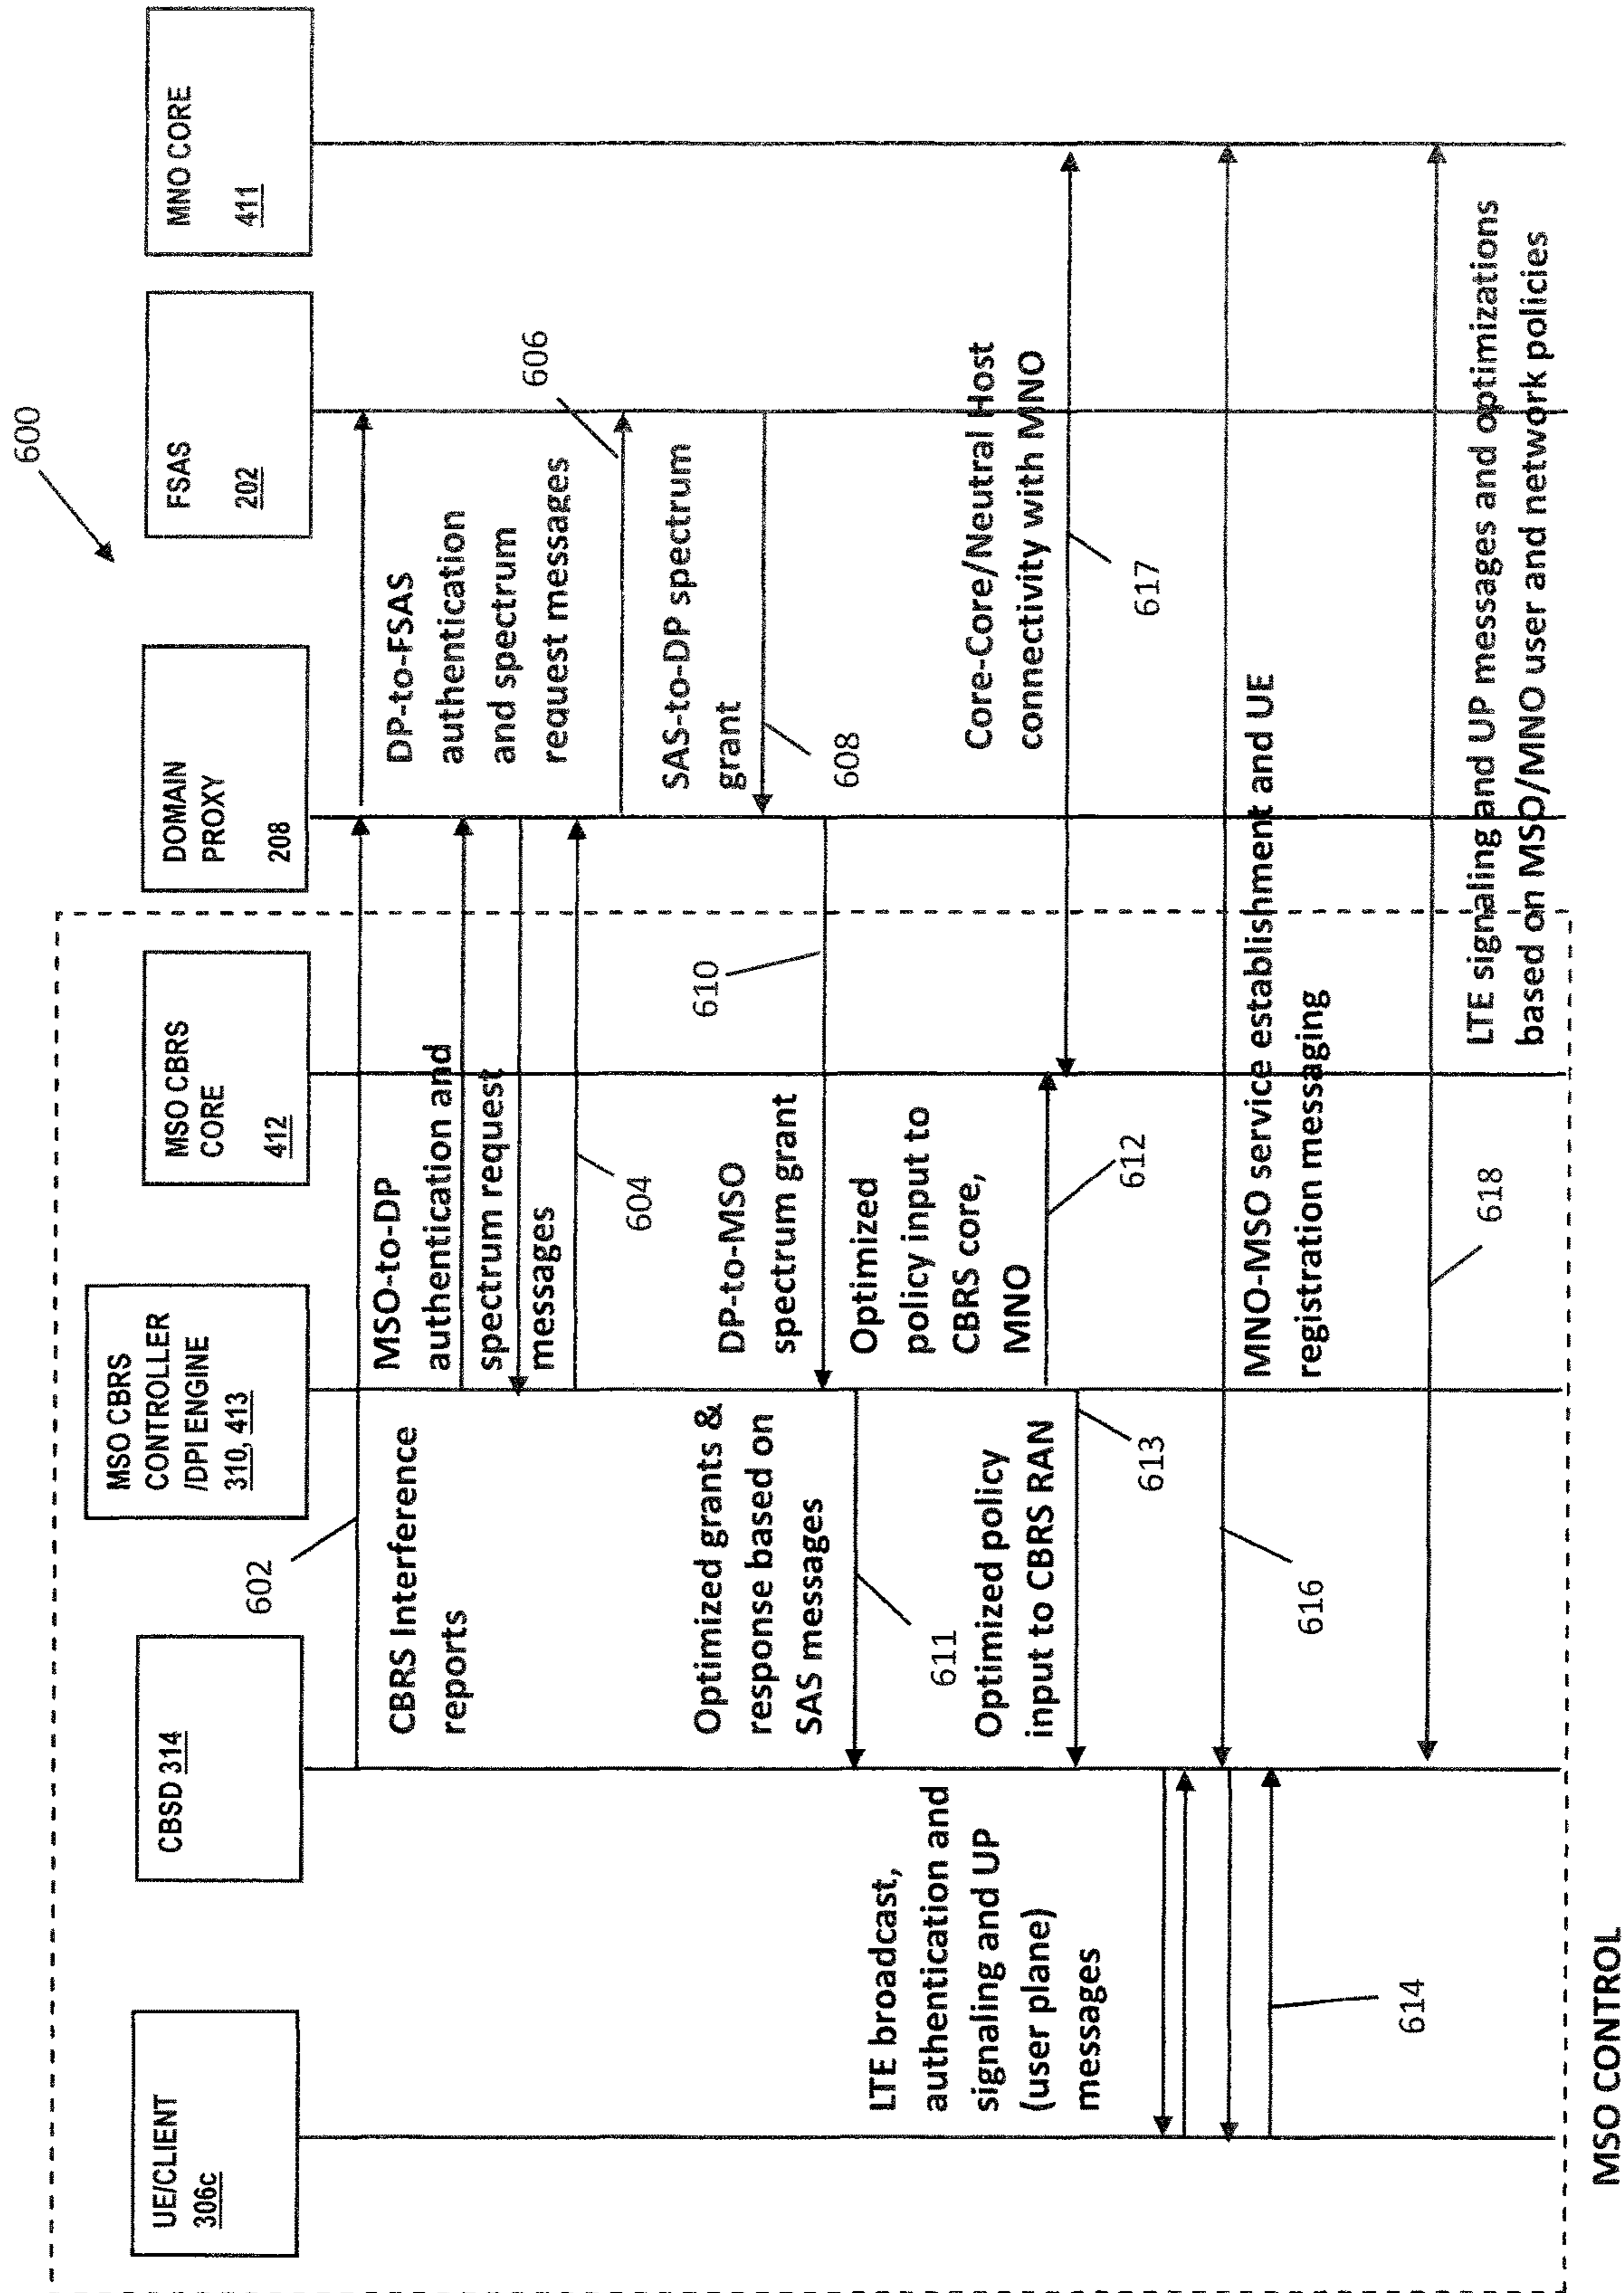 600
UE/CLIENT
306c
CBSD 314
MSO CBRS
CONTROLLER
/DPI ENGINE
310, 413
MSO CBRS
CORE
412
DOMAIN
PROXY
208
FSAS
202
MNO CORE
411
602
CBRS Interference
reports
MSO-to-DP
authentication and
spectrum request
messages
604
DP-to-FSAS
authentication
and spectrum
request messages
606
SAS-to-DP spectrum
grant
608
610
DP-to-MSO
spectrum grant
Optimized grants &
response based on
SAS messages
611
Optimized
policy input to
CBRS core,
MNO
612
Optimized policy
input to CBRS RAN
613
Core-Core/Neutral Host
connectivity with MNO
617
LTE broadcast,
authentication and
signaling and UP
(user plane)
messages
614
MNO-MSO service establishment and UE
registration messaging
616
618
LTE signaling and UP messages and optimizations
based on MSO/MNO user and network policies
MSO CONTROL